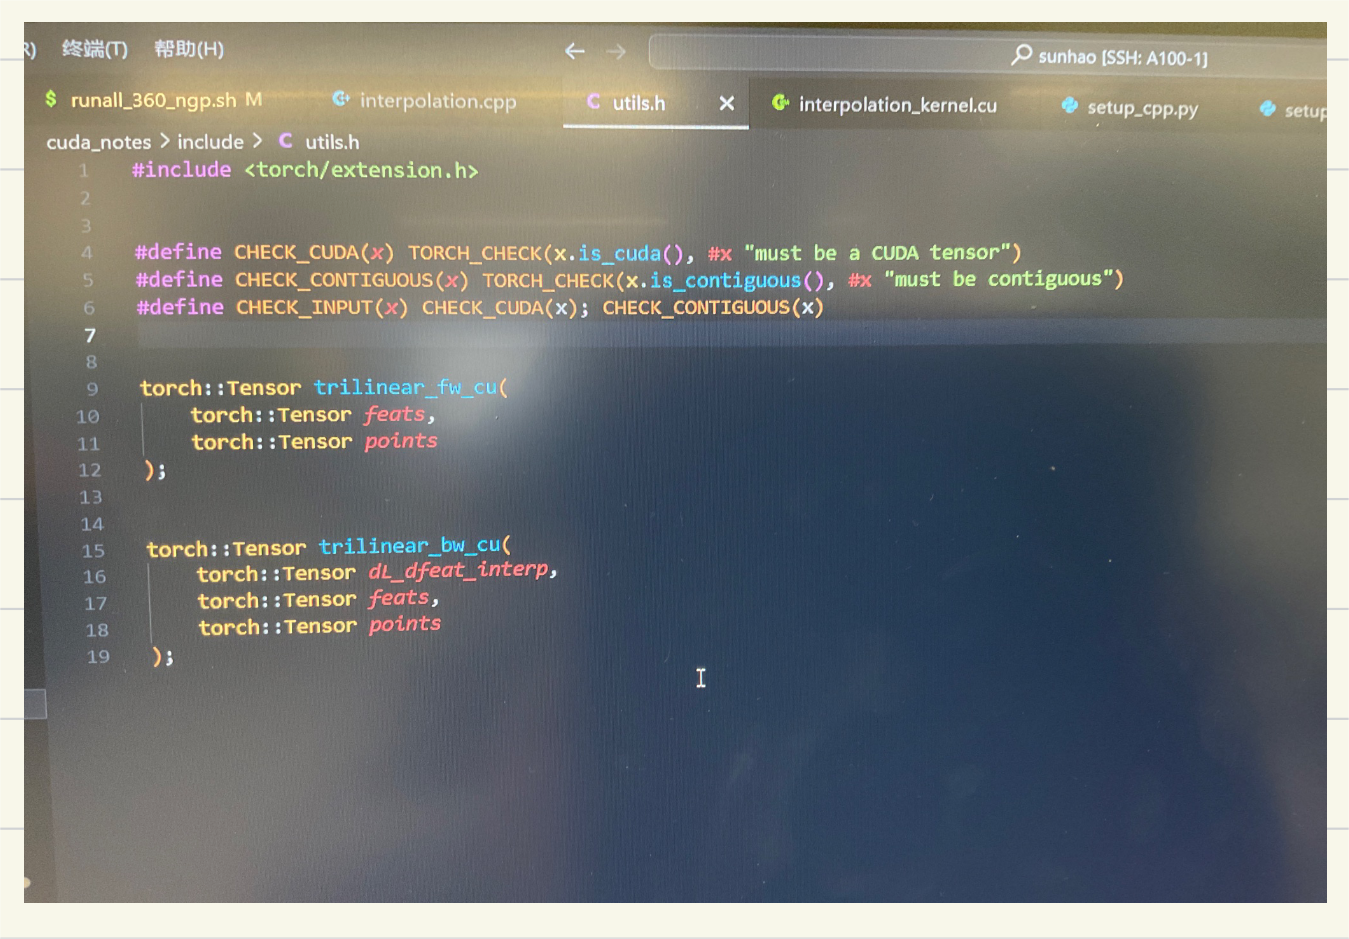 终端(T) 帮助(H) ← → sunhao [SSH: A100-1]
$ runall_360_ngp.sh M interpolation.cpp C utils.h × interpolation_kernel.cu setup_cpp.py setup
cuda_notes > include > C utils.h
1 #include <torch/extension.h>
2
3
4 #define CHECK_CUDA(x) TORCH_CHECK(x.is_cuda(), #x "must be a CUDA tensor")
5 #define CHECK_CONTIGUOUS(x) TORCH_CHECK(x.is_contiguous(), #x "must be contiguous")
6 #define CHECK_INPUT(x) CHECK_CUDA(x); CHECK_CONTIGUOUS(x)
7
8
9 torch::Tensor trilinear_fw_cu(
10 torch::Tensor feats,
11 torch::Tensor points
12 );
13
14
15 torch::Tensor trilinear_bw_cu(
16 torch::Tensor dL_dfeat_interp,
17 torch::Tensor feats,
18 torch::Tensor points
19 );